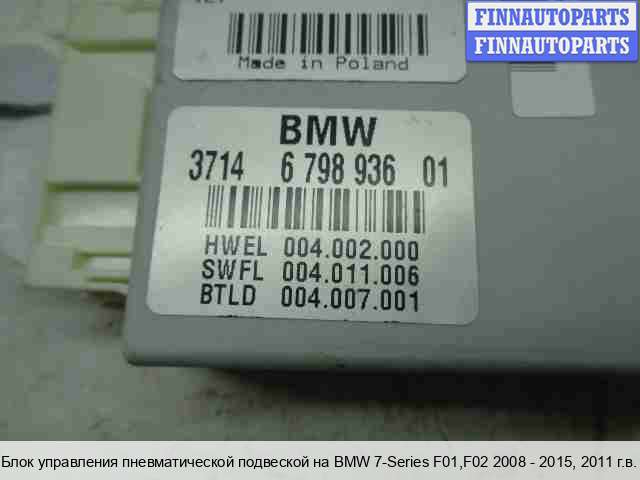 FINNAUTOPARTS
FINNAUTOPARTS
Made in Poland
BMW
3714 6 798 936 01
HWEL 004.002.000
SWFL 004.011.006
BTLD 004.007.001
Блок управления пневматической подвеской на BMW 7-Series F01,F02 2008 - 2015, 2011 г.в.